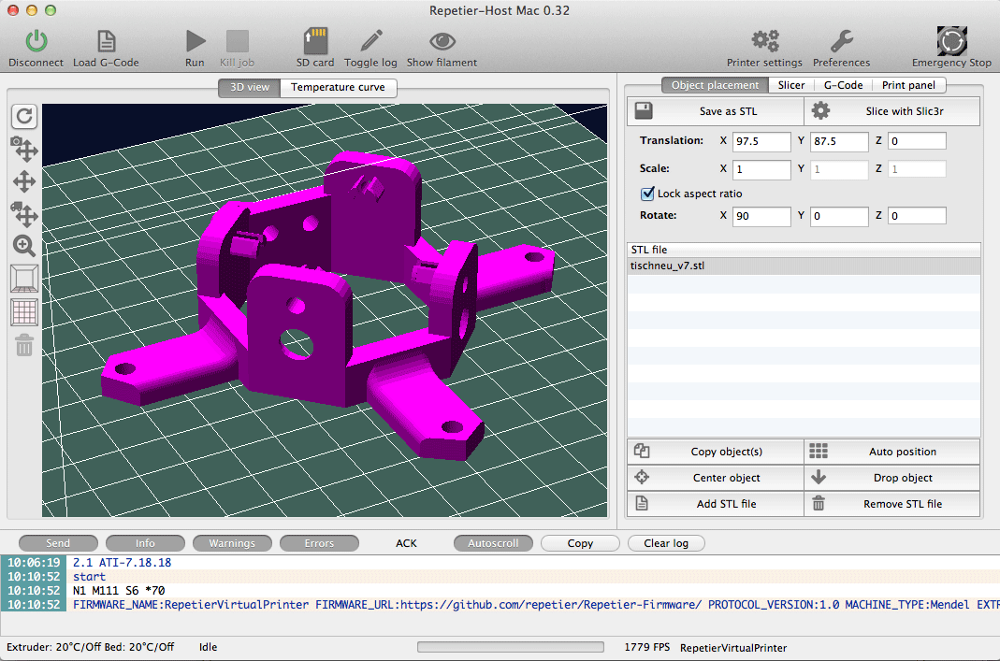 Repetier-Host Mac 0.32
Disconnect Load G-Code Run Kill job SD card Toggle log Show filament Printer settings Preferences Emergency Stop
3D view Temperature curve
Object placement Slicer G-Code Print panel
Save as STL Slice with Slic3r
Translation: X 97.5 Y 87.5 Z 0
Scale: X 1 Y 1 Z 1
Lock aspect ratio
Rotate: X 90 Y 0 Z 0
STL file
tischneu_v7.stl
Copy object(s) Auto position
Center object Drop object
Add STL file Remove STL file
Send Info Warnings Errors ACK Autoscroll Copy Clear log
10:06:19 2.1 ATI-7.18.18
10:10:52 start
10:10:52 N1 M111 S6 *70
10:10:52 FIRMWARE_NAME:RepetierVirtualPrinter FIRMWARE_URL:https://github.com/repetier/Repetier-Firmware/ PROTOCOL_VERSION:1.0 MACHINE_TYPE:Mendel EXTR
Extruder: 20°C/Off Bed: 20°C/Off Idle 1779 FPS RepetierVirtualPrinter